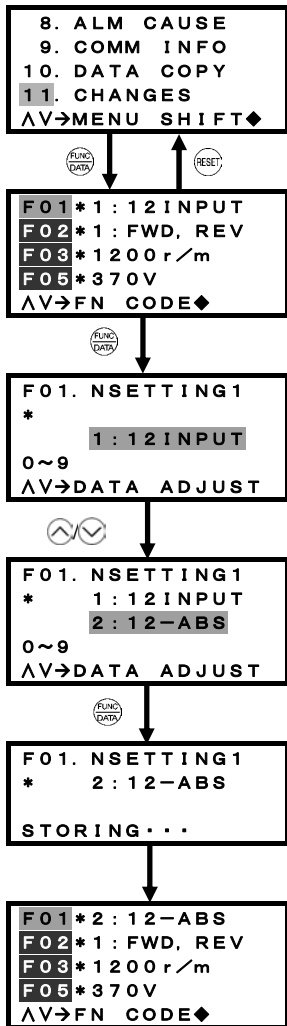 8. ALM CAUSE
9. COMM INFO
10. DATA COPY
11. CHANGES
∧∨→MENU SHIFT◆
FUNC
DATA
RESET
F01*1:12INPUT
F02*1:FWD, REV
F03*1200r/m
F05*370V
∧∨→FN CODE◆
FUNC
DATA
F01. NSETTING1
*
1:12INPUT
0~9
∧∨→DATA ADJUST
∧/∨
F01. NSETTING1
* 1:12INPUT
2:12-ABS
0~9
∧∨→DATA ADJUST
FUNC
DATA
F01. NSETTING1
* 2:12-ABS
STORING・・・
F01*2:12-ABS
F02*1:FWD, REV
F03*1200r/m
F05*370V
∧∨→FN CODE◆